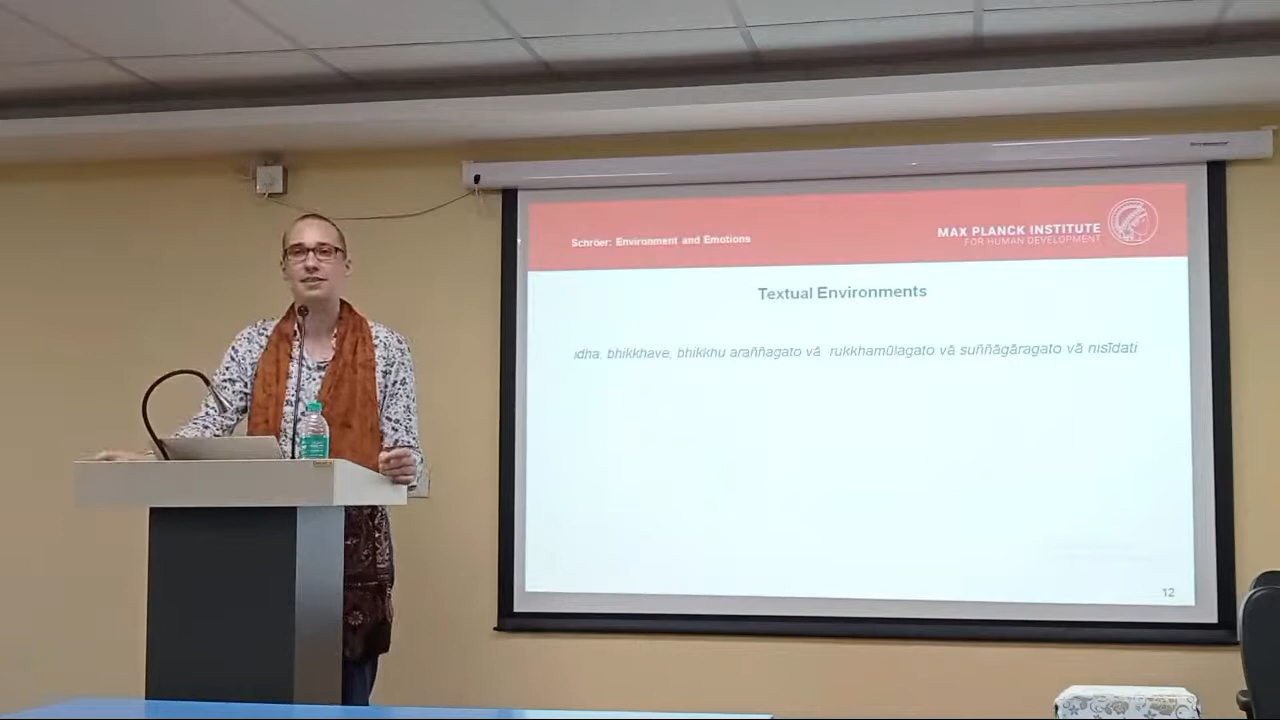 Schröer: Environment and Emotions
MAX PLANCK INSTITUTE
FOR HUMAN DEVELOPMENT
Textual Environments
idha, bhikkhave, bhikkhu araññagato vā rukkhamūlagato vā suññāgāragato vā nisīdati
12